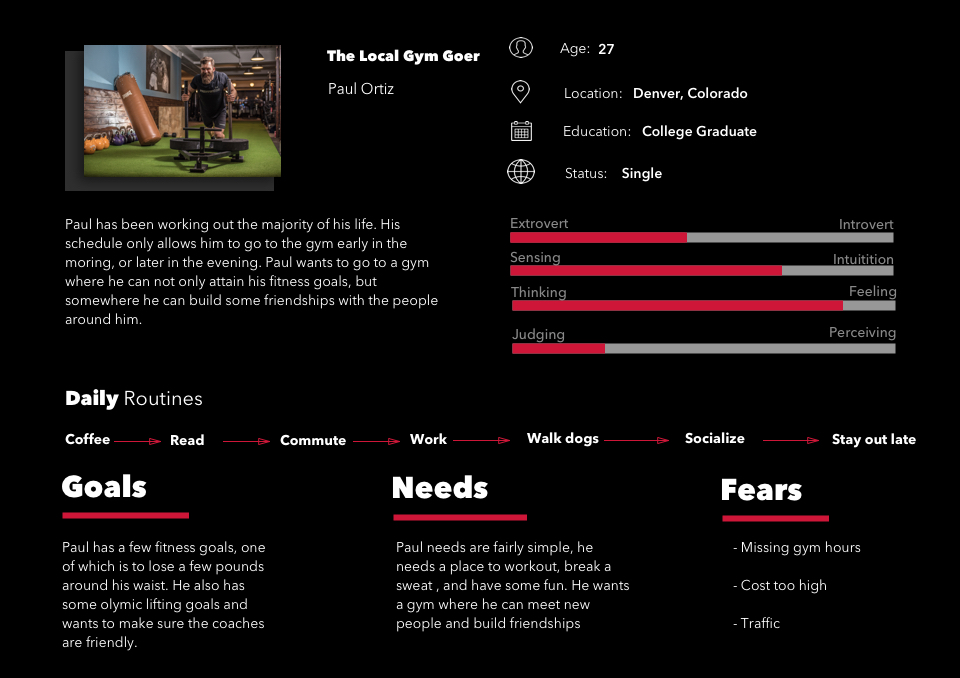 The Local Gym Goer
Paul Ortiz
Age: 27
Location: Denver, Colorado
Education: College Graduate
Status: Single
Paul has been working out the majority of his life. His
schedule only allows him to go to the gym early in the
moring, or later in the evening. Paul wants to go to a gym
where he can not only attain his fitness goals, but
somewhere he can build some friendships with the people
around him.
Extrovert Introvert
Sensing Intuitition
Thinking Feeling
Judging Perceiving
Daily Routines
Coffee Read Commute Work Walk dogs Socialize Stay out late
Goals
Paul has a few fitness goals, one
of which is to lose a few pounds
around his waist. He also has
some olymic lifting goals and
wants to make sure the coaches
are friendly.
Needs
Paul needs are fairly simple, he
needs a place to workout, break a
sweat , and have some fun. He wants
a gym where he can meet new
people and build friendships
Fears
- Missing gym hours
- Cost too high
- Traffic